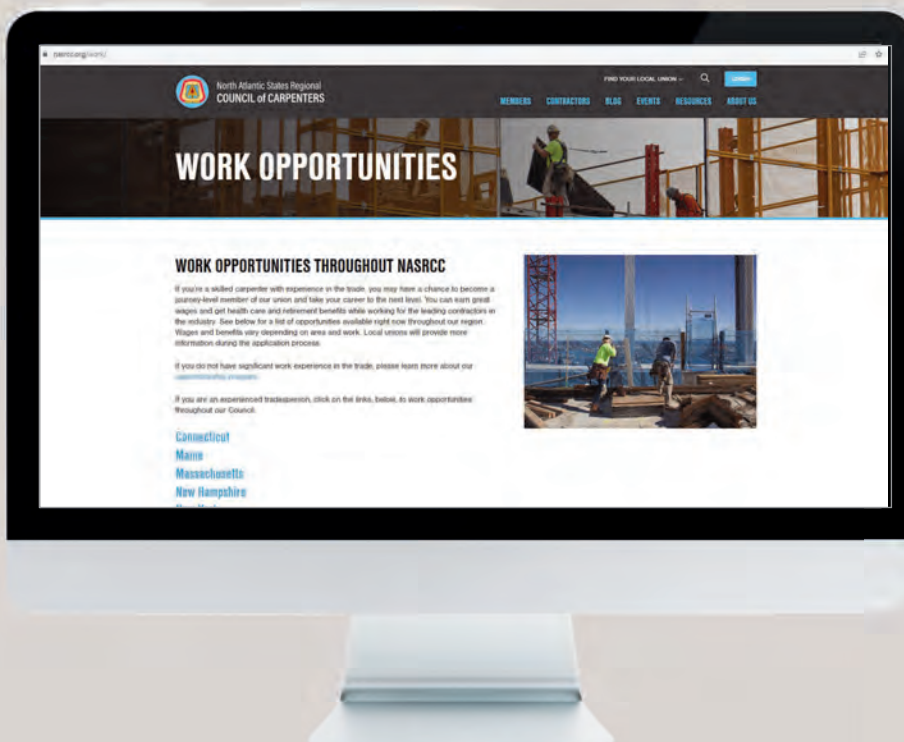 nasrcc.org/work/
North Atlantic States Regional
COUNCIL of CARPENTERS
FIND YOUR LOCAL UNION
LOGIN
MEMBERS CONTRACTORS BLOG EVENTS RESOURCES ABOUT US
WORK OPPORTUNITIES
WORK OPPORTUNITIES THROUGHOUT NASRCC
If you're a skilled carpenter with experience in the trade, you may have a chance to become a
journey-level member of our union and take your career to the next level. You can earn great
wages and get health care and retirement benefits while working for the leading contractors in
the industry. See below for a list of opportunities available right now throughout our region.
Wages and benefits vary depending on area and work. Local unions will provide more
information during the application process.
If you do not have significant work experience in the trade, please learn more about our
apprenticeship program.
If you are an experienced tradesperson, click on the links, below, to work opportunities
throughout our Council.
Connecticut
Maine
Massachusetts
New Hampshire